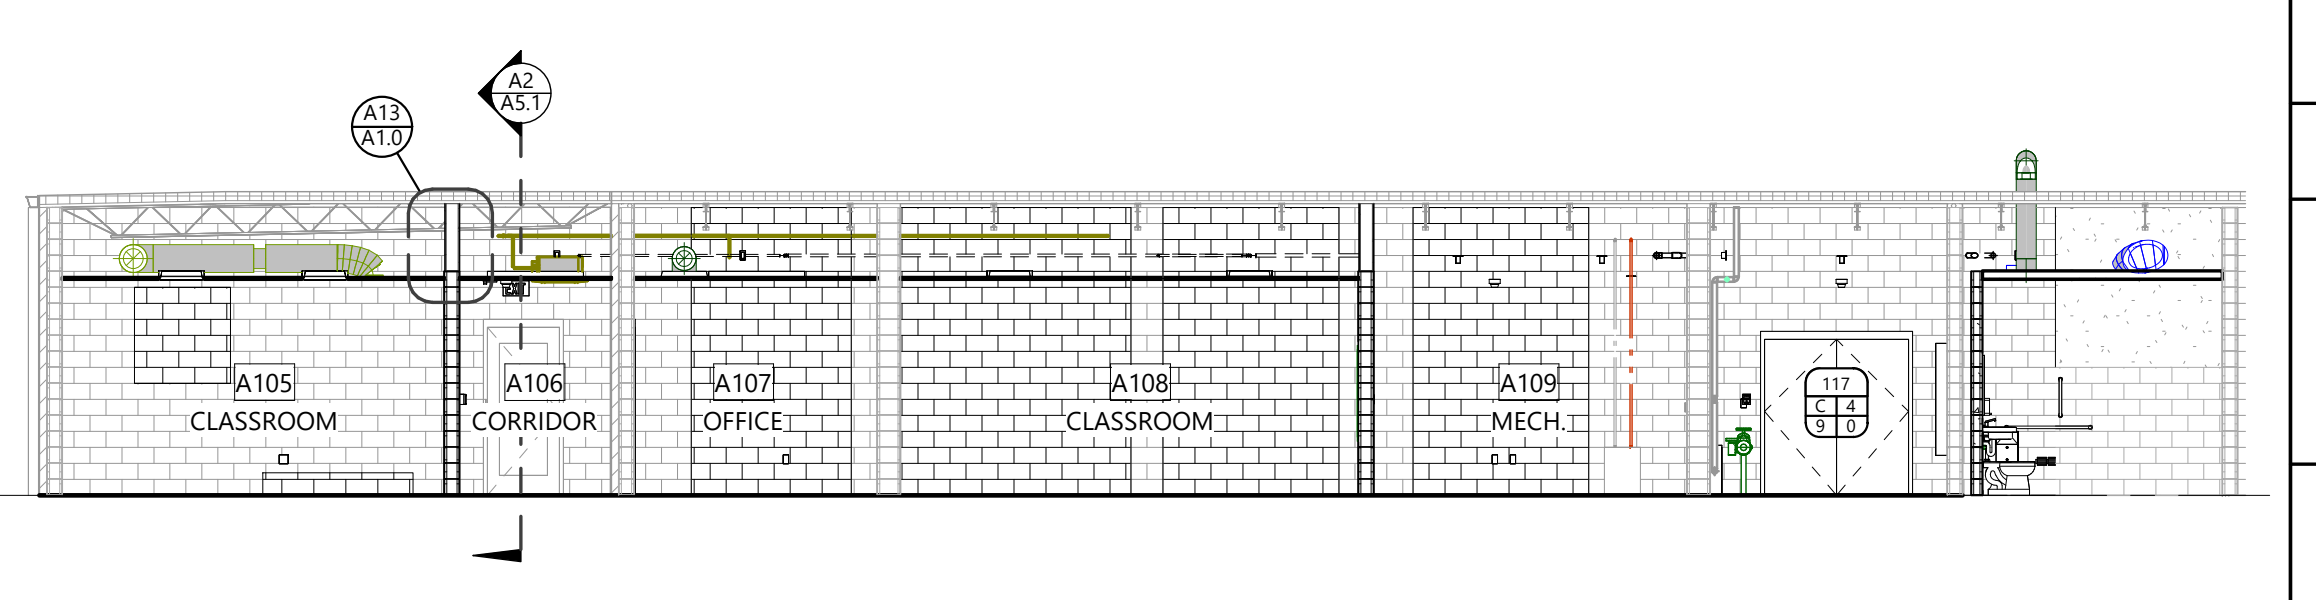 A2
A5.1
A13
A1.0
EXIT
A105
CLASSROOM
A106
CORRIDOR
A107
OFFICE
A108
CLASSROOM
A109
MECH.
117
C 4
9 0